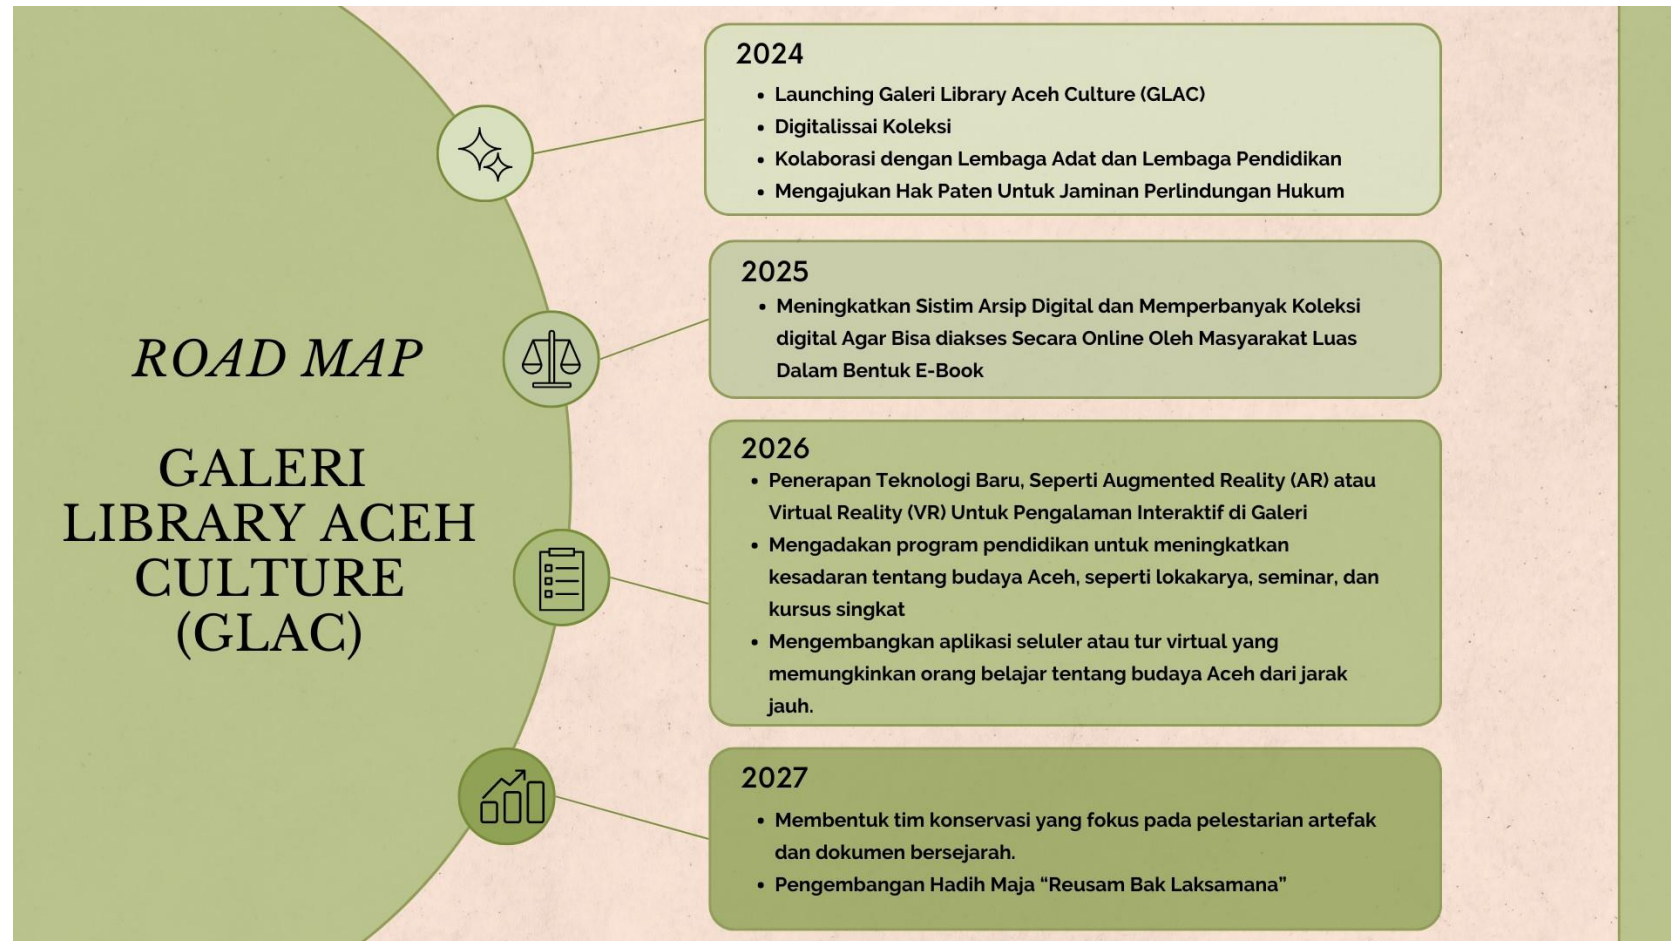 ROAD MAP
GALERI
LIBRARY ACEH
CULTURE
(GLAC)
2024
• Launching Galeri Library Aceh Culture (GLAC)
• Digitalissai Koleksi
• Kolaborasi dengan Lembaga Adat dan Lembaga Pendidikan
• Mengajukan Hak Paten Untuk Jaminan Perlindungan Hukum
2025
• Meningkatkan Sistim Arsip Digital dan Memperbanyak Koleksi
digital Agar Bisa diakses Secara Online Oleh Masyarakat Luas
Dalam Bentuk E-Book
2026
• Penerapan Teknologi Baru, Seperti Augmented Reality (AR) atau
Virtual Reality (VR) Untuk Pengalaman Interaktif di Galeri
• Mengadakan program pendidikan untuk meningkatkan
kesadaran tentang budaya Aceh, seperti lokakarya, seminar, dan
kursus singkat
• Mengembangkan aplikasi seluler atau tur virtual yang
memungkinkan orang belajar tentang budaya Aceh dari jarak
jauh.
2027
• Membentuk tim konservasi yang fokus pada pelestarian artefak
dan dokumen bersejarah.
• Pengembangan Hadih Maja “Reusam Bak Laksamana”